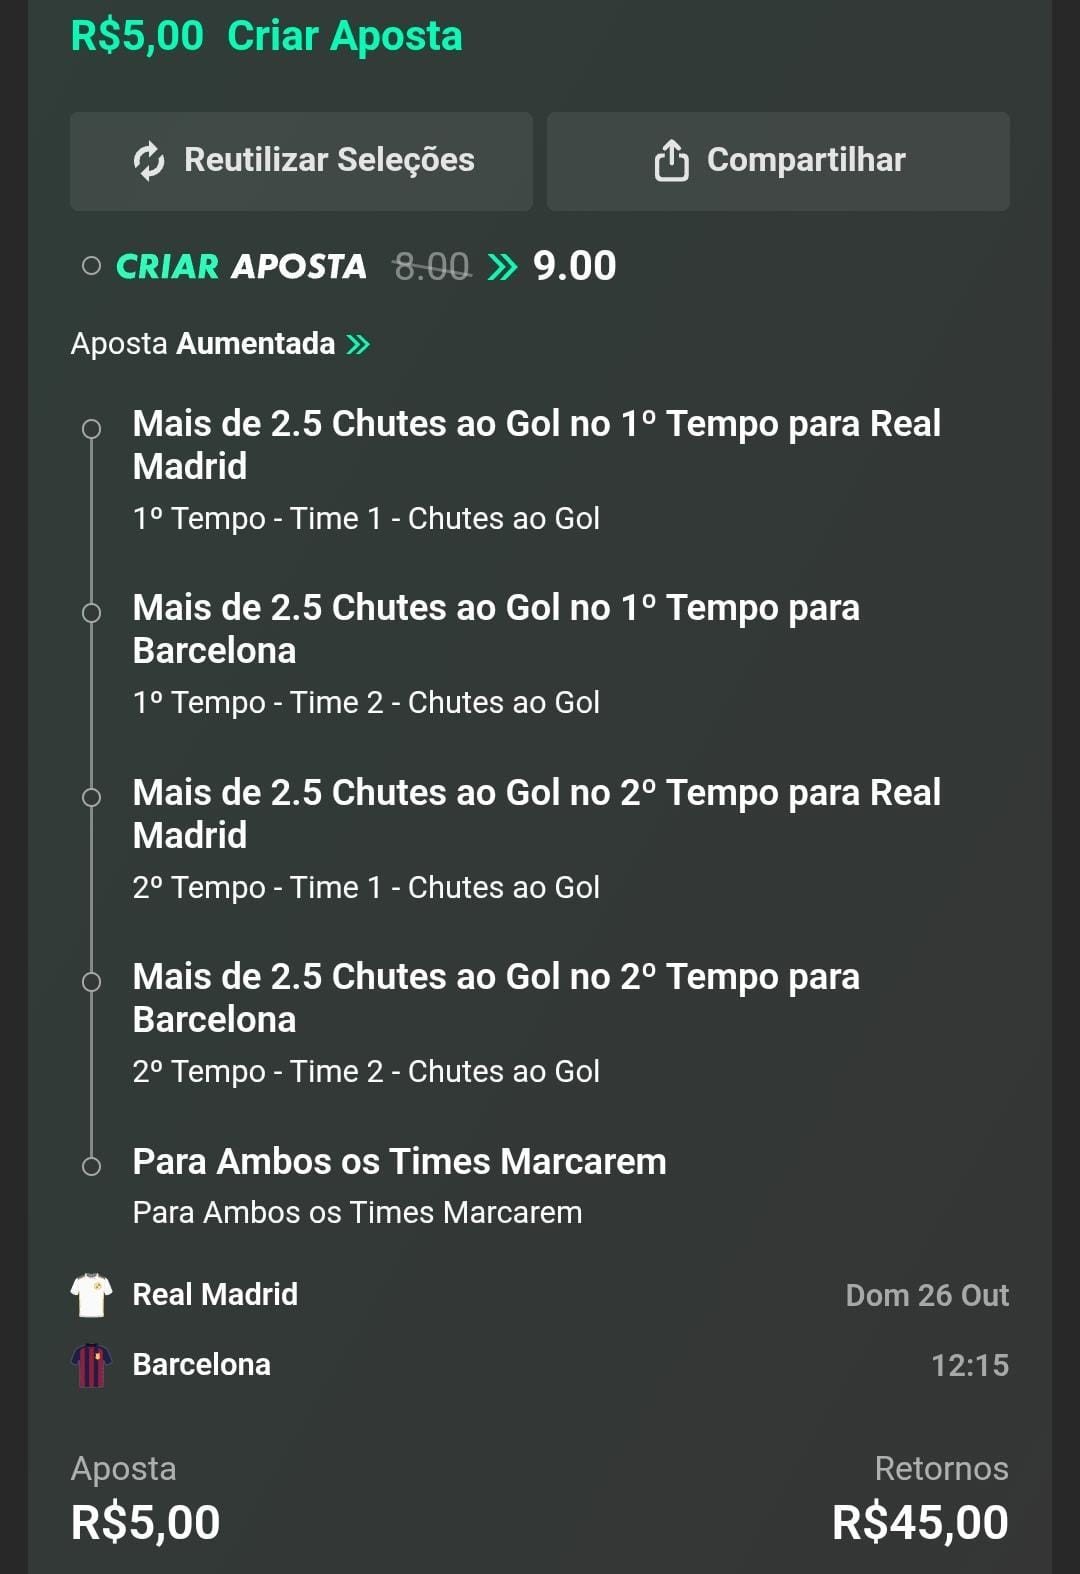 R$5,00 Criar Aposta
Reutilizar Seleções
Compartilhar
CRIAR APOSTA 8.00 » 9.00
Aposta Aumentada »
Mais de 2.5 Chutes ao Gol no 1º Tempo para Real
Madrid
1º Tempo - Time 1 - Chutes ao Gol
Mais de 2.5 Chutes ao Gol no 1º Tempo para
Barcelona
1º Tempo - Time 2 - Chutes ao Gol
Mais de 2.5 Chutes ao Gol no 2º Tempo para Real
Madrid
2º Tempo - Time 1 - Chutes ao Gol
Mais de 2.5 Chutes ao Gol no 2º Tempo para
Barcelona
2º Tempo - Time 2 - Chutes ao Gol
Para Ambos os Times Marcarem
Para Ambos os Times Marcarem
Real Madrid Dom 26 Out
Barcelona 12:15
Aposta Retornos
R$5,00 R$45,00